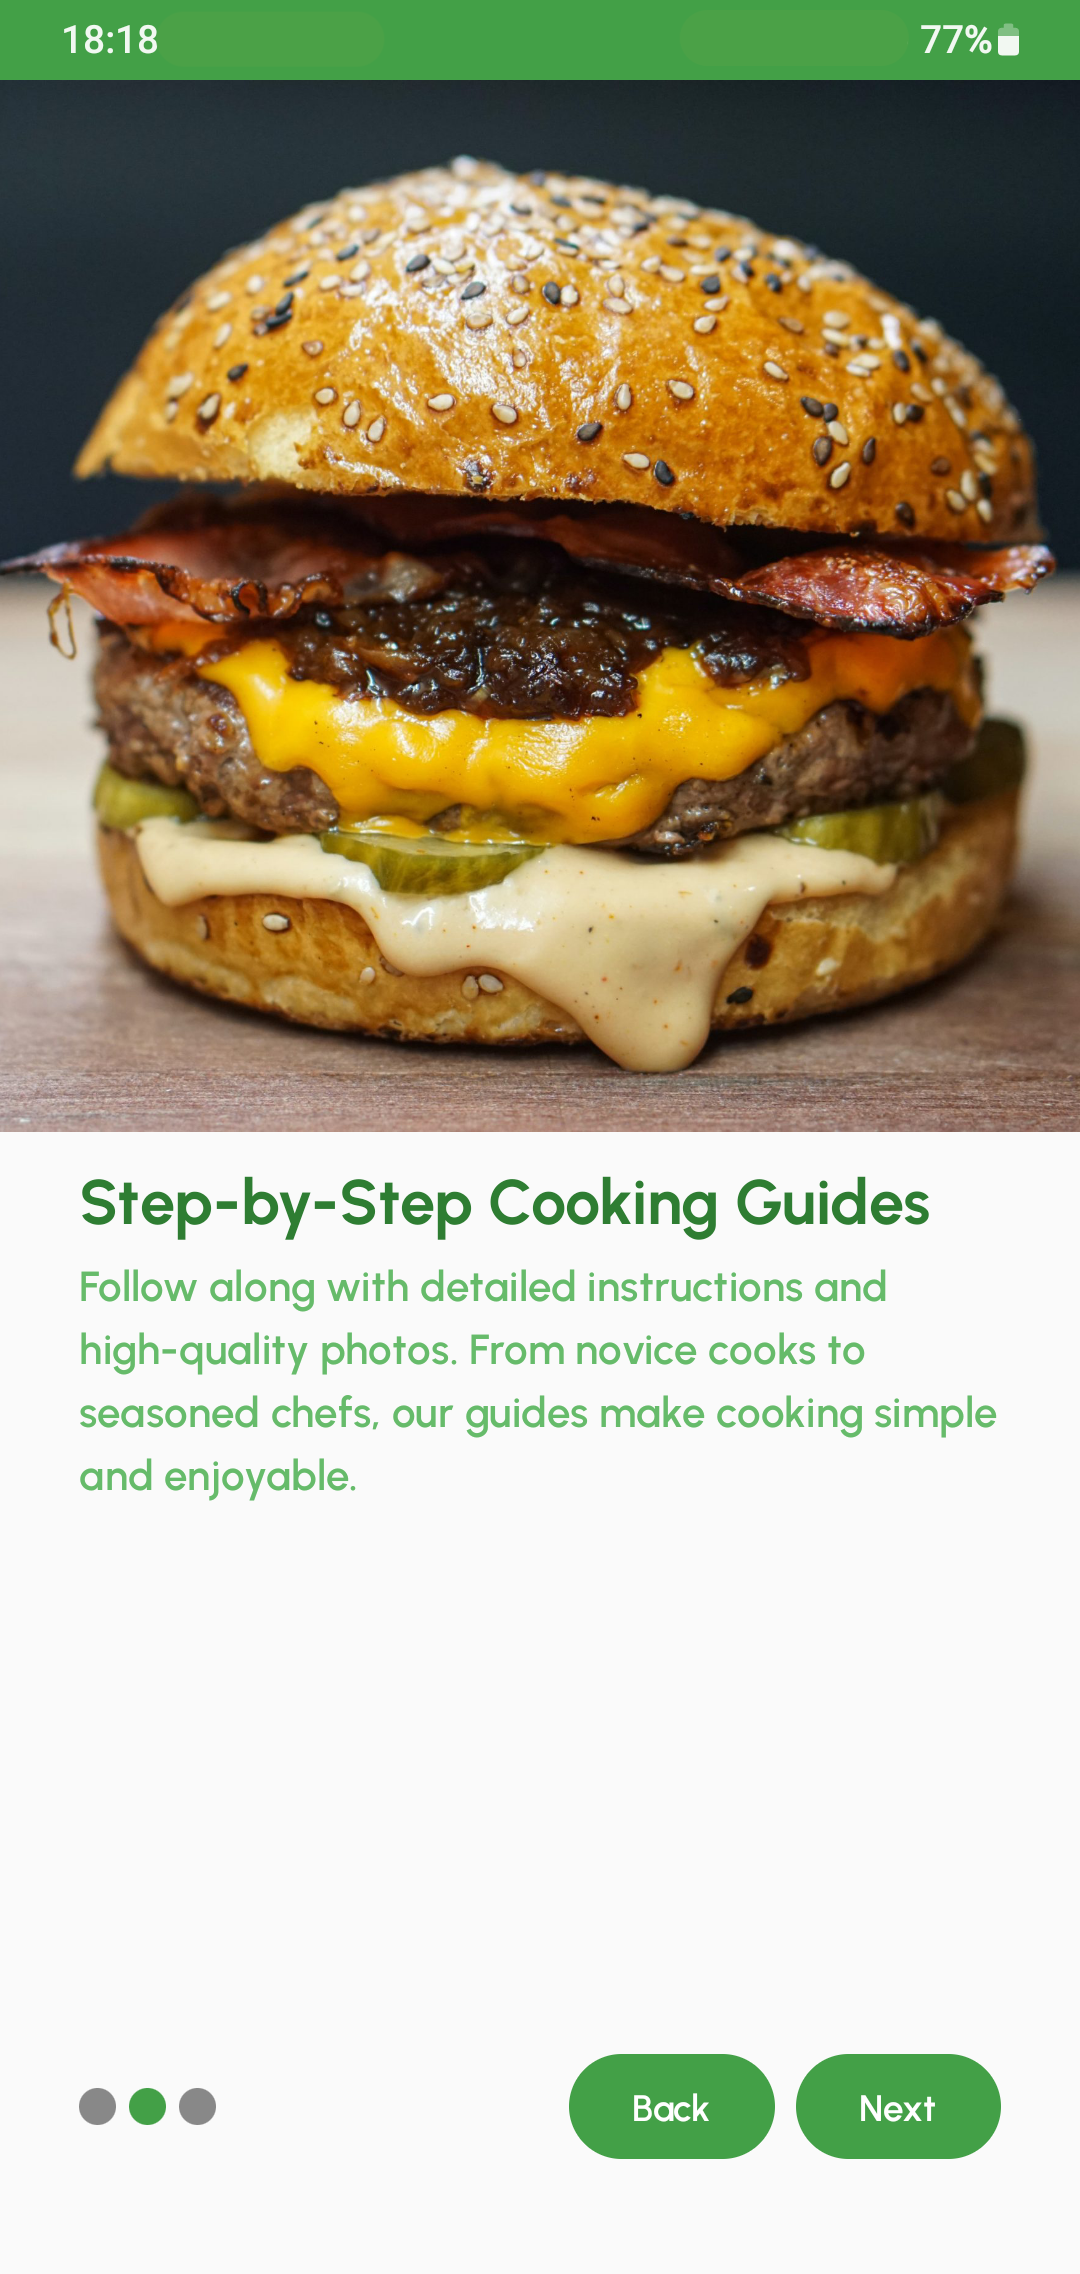 18:18
77%
Step-by-Step Cooking Guides
Follow along with detailed instructions and
high-quality photos. From novice cooks to
seasoned chefs, our guides make cooking simple
and enjoyable.
Back
Next